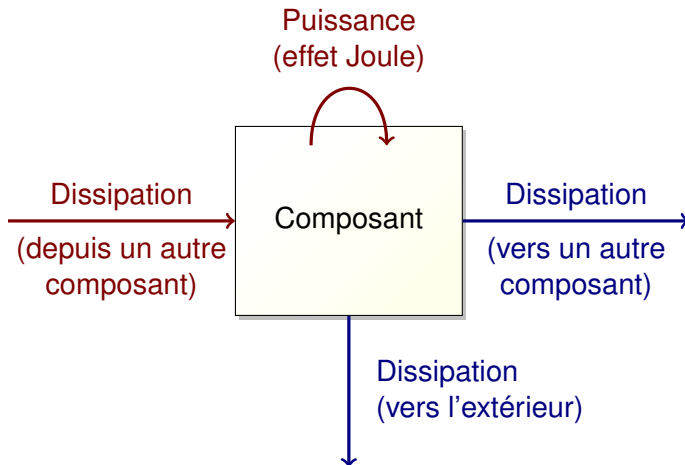 Puissance
(effet Joule)
Dissipation
(depuis un autre
composant)
Composant
Dissipation
(vers un autre
composant)
Dissipation
(vers l'extérieur)